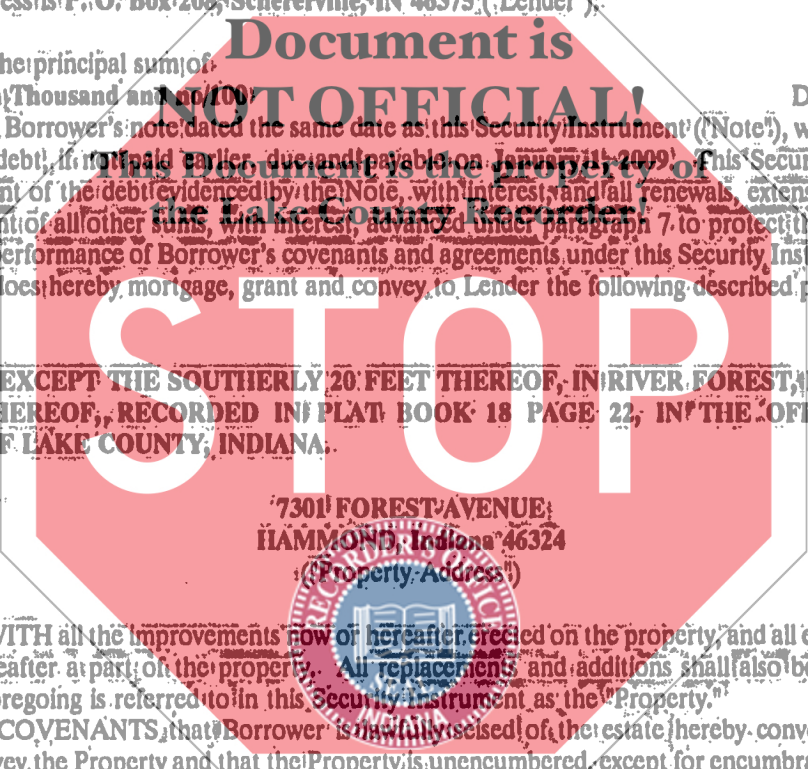 ess is P. O. Box 208, Schererville, IN 46375 ("Lender").
Document is
he principal sum of
Thousand and no/100
NOT OFFICIAL!
Borrower's note dated the same date as this Security Instrument ("Note"), w
debt, if not paid earlier, due and payable on 2009. This Secur
This Document is the property of
nt of the debt evidenced by the Note, with interest, and all renewals, exten
the Lake County Recorder!
nt of all other with interest, advanced under paragraph 7 to protect th
erformance of Borrower's covenants and agreements under this Security Ins
does hereby mortgage, grant and convey to Lender the following described p
STOP
EXCEPT THE SOUTHERLY 20 FEET THEREOF, IN RIVER FOREST,
HEREOF, RECORDED IN PLAT BOOK 18 PAGE 22, IN THE OFF
F LAKE COUNTY, INDIANA.
7301 FOREST AVENUE
HAMMOND, Indiana 46324
("Property Address")
RECORDER'S OFFICE
VITH all the improvements now or hereafter erected on the property, and all
eafter a part of the property. All replacements and additions shall also b
SEAL
regoing is referred to in this Security Instrument as the "Property."
INDIANA
COVENANTS that Borrower is lawfully seised of the estate hereby conve
vey the Property and that the Property is unencumbered, except for encumbr